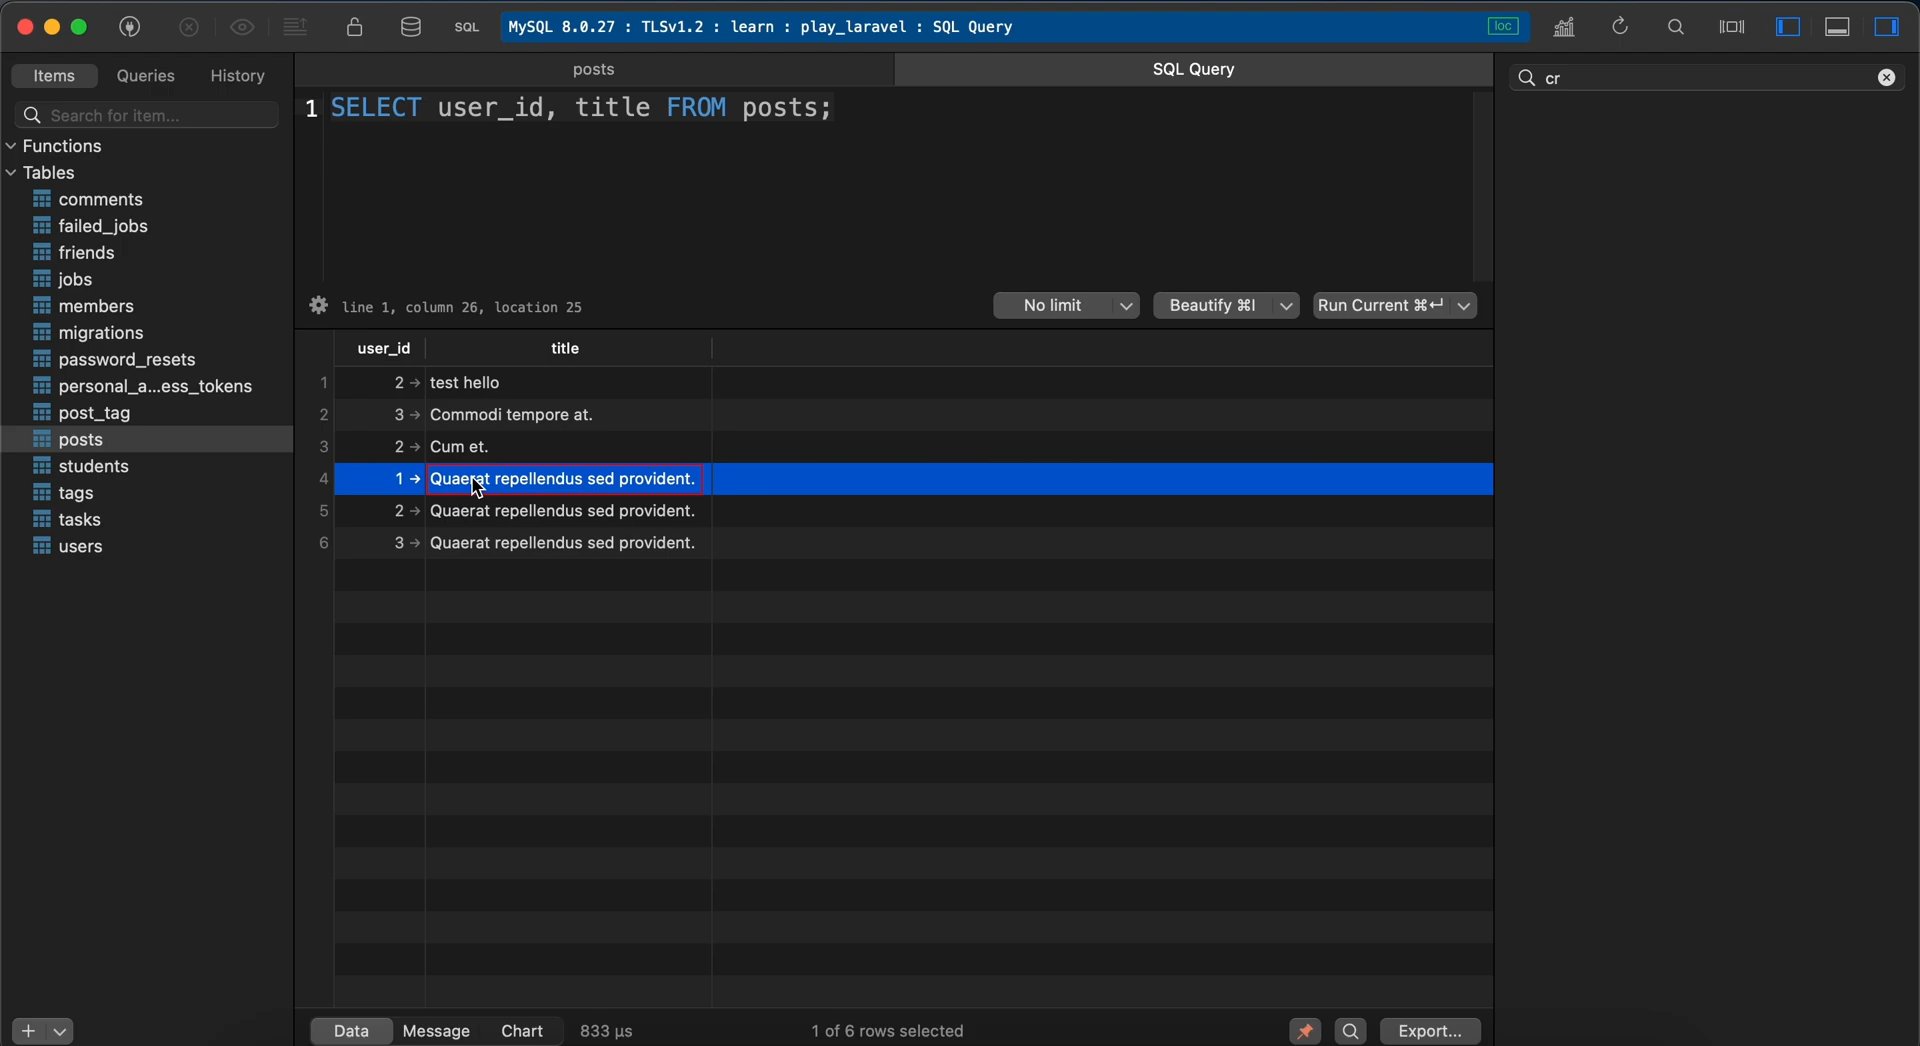 SQL
MySQL 8.0.27 : TLSv1.2 : learn : play_laravel : SQL Query
loc
Items Queries History
Search for item...
Functions
Tables
comments
failed_jobs
friends
jobs
members
migrations
password_resets
personal_a...ess_tokens
post_tag
posts
students
tags
tasks
users
posts
SQL Query
1 SELECT user_id, title FROM posts;
line 1, column 26, location 25
No limit
Beautify ⌘I
Run Current ⌘↵
user_id title
1 2 → test hello
2 3 → Commodi tempore at.
3 2 → Cum et.
4 1 → Quaerat repellendus sed provident.
5 2 → Quaerat repellendus sed provident.
6 3 → Quaerat repellendus sed provident.
Data Message Chart 833 µs
1 of 6 rows selected
Export...
cr